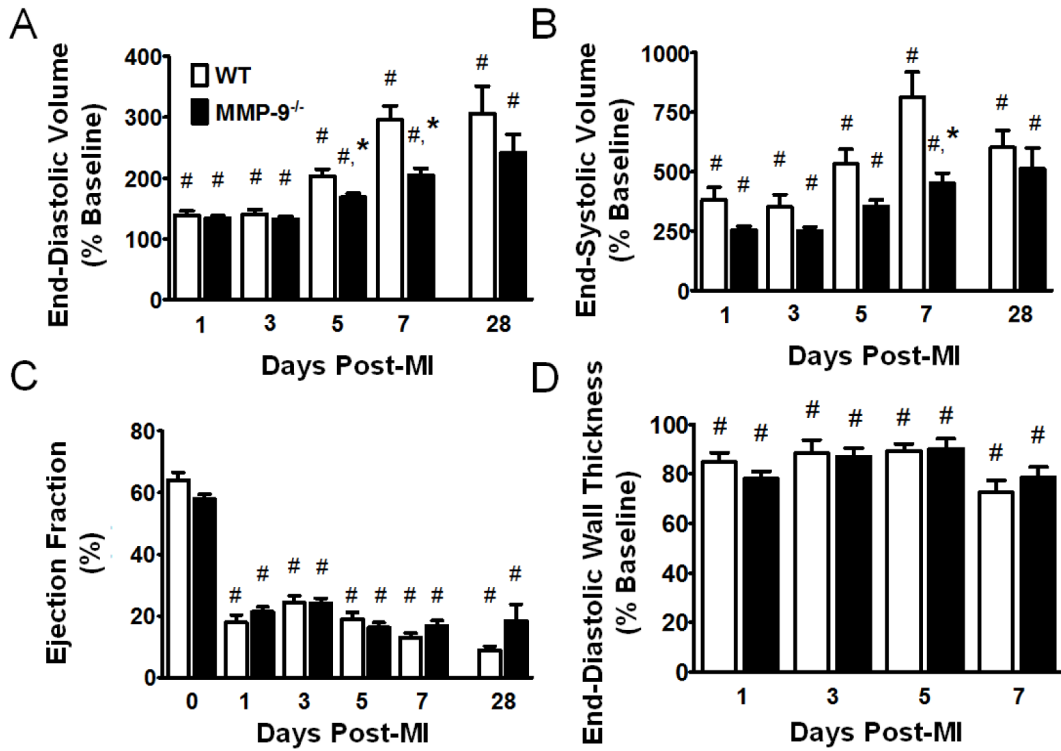 A
End-Diastolic Volume
(% Baseline)
400
300
200
100
0
WT
MMP-9-/-
# # # # # #,* # #,* # #
1 3 5 7 28
Days Post-MI
B
End-Systolic Volume
(% Baseline)
1000
750
500
250
0
# # # # # # # #,* # #
1 3 5 7 28
Days Post-MI
C
Ejection Fraction
(%)
80
60
40
20
0
# # # # # # # # # #
0 1 3 5 7 28
Days Post-MI
D
End-Diastolic Wall Thickness
(% Baseline)
100
80
60
40
20
0
# # # # # # # #
1 3 5 7
Days Post-MI